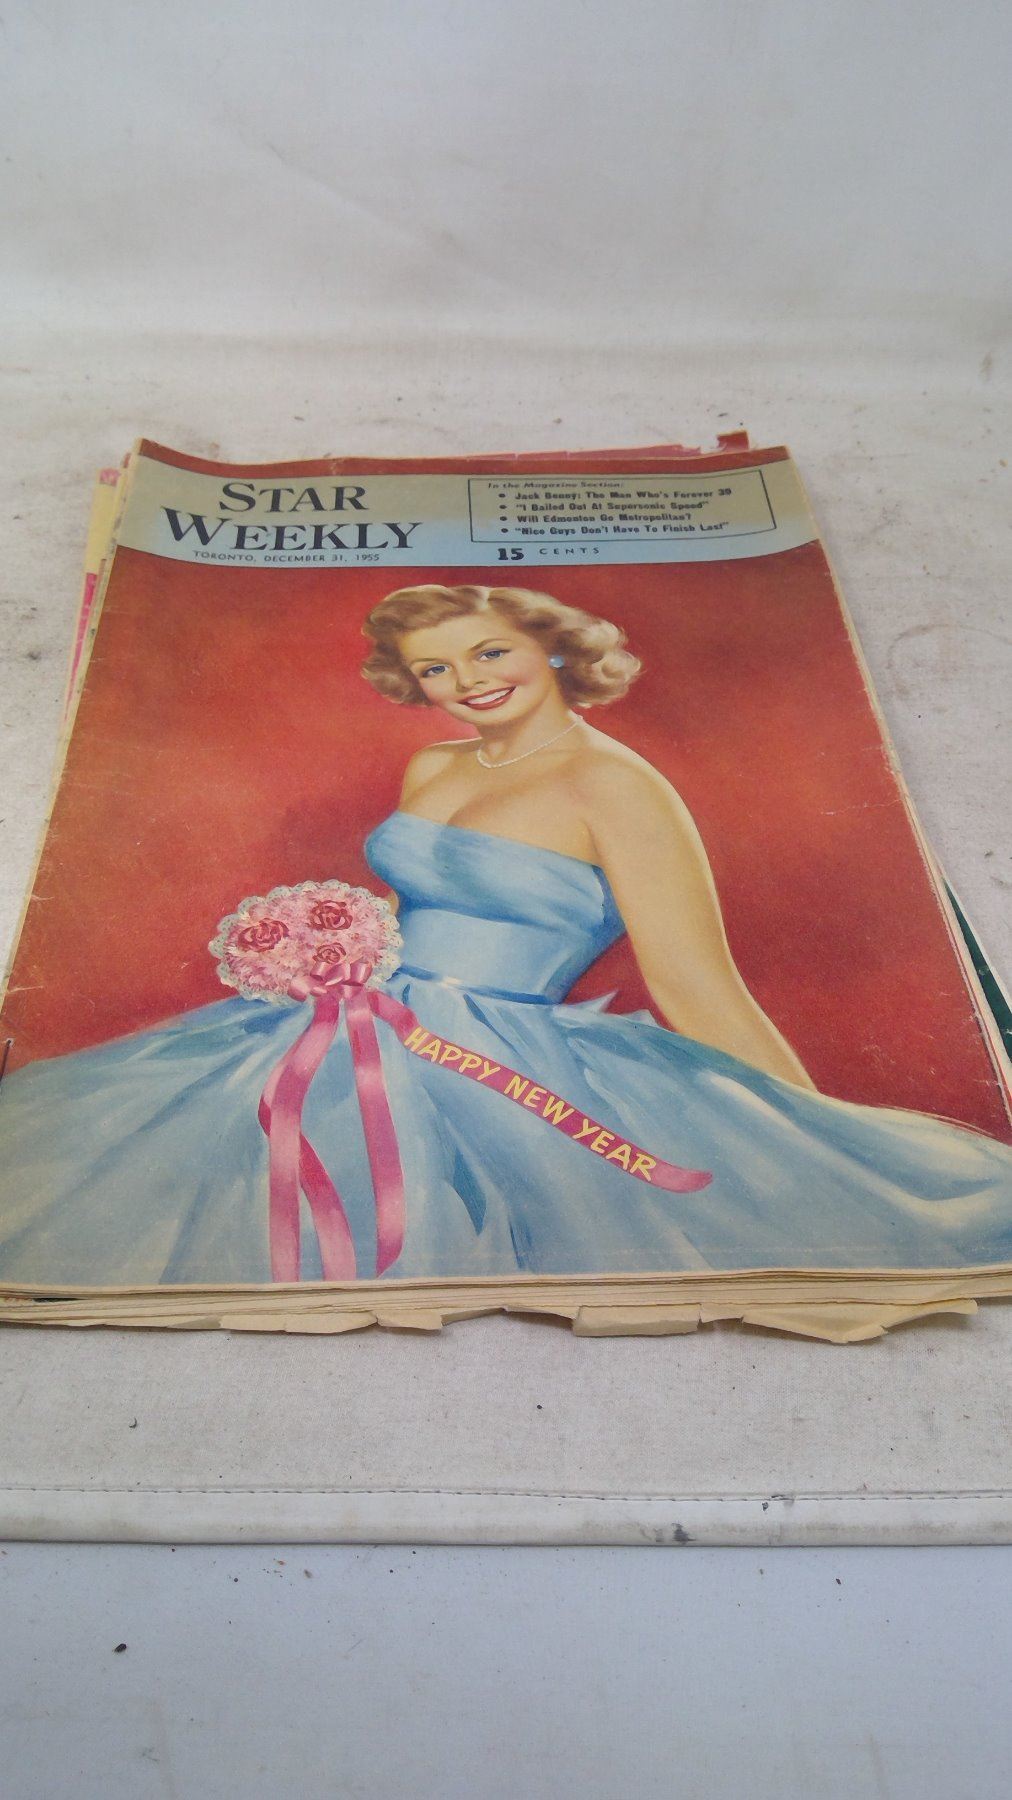 STAR
WEEKLY
TORONTO, DECEMBER 31, 1955
In the Magazine Section:
• Jack Benny: The Man Who's Forever 39
• "I Bailed Out At Supersonic Speed"
• Will Edmonton Go Metropolitan?
• "Nice Guys Don't Have To Finish Last"
15 CENTS
HAPPY NEW YEAR